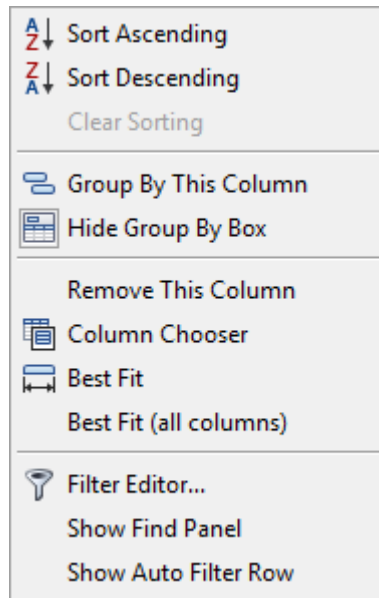 Sort Ascending
Sort Descending
Clear Sorting
Group By This Column
Hide Group By Box
Remove This Column
Column Chooser
Best Fit
Best Fit (all columns)
Filter Editor...
Show Find Panel
Show Auto Filter Row